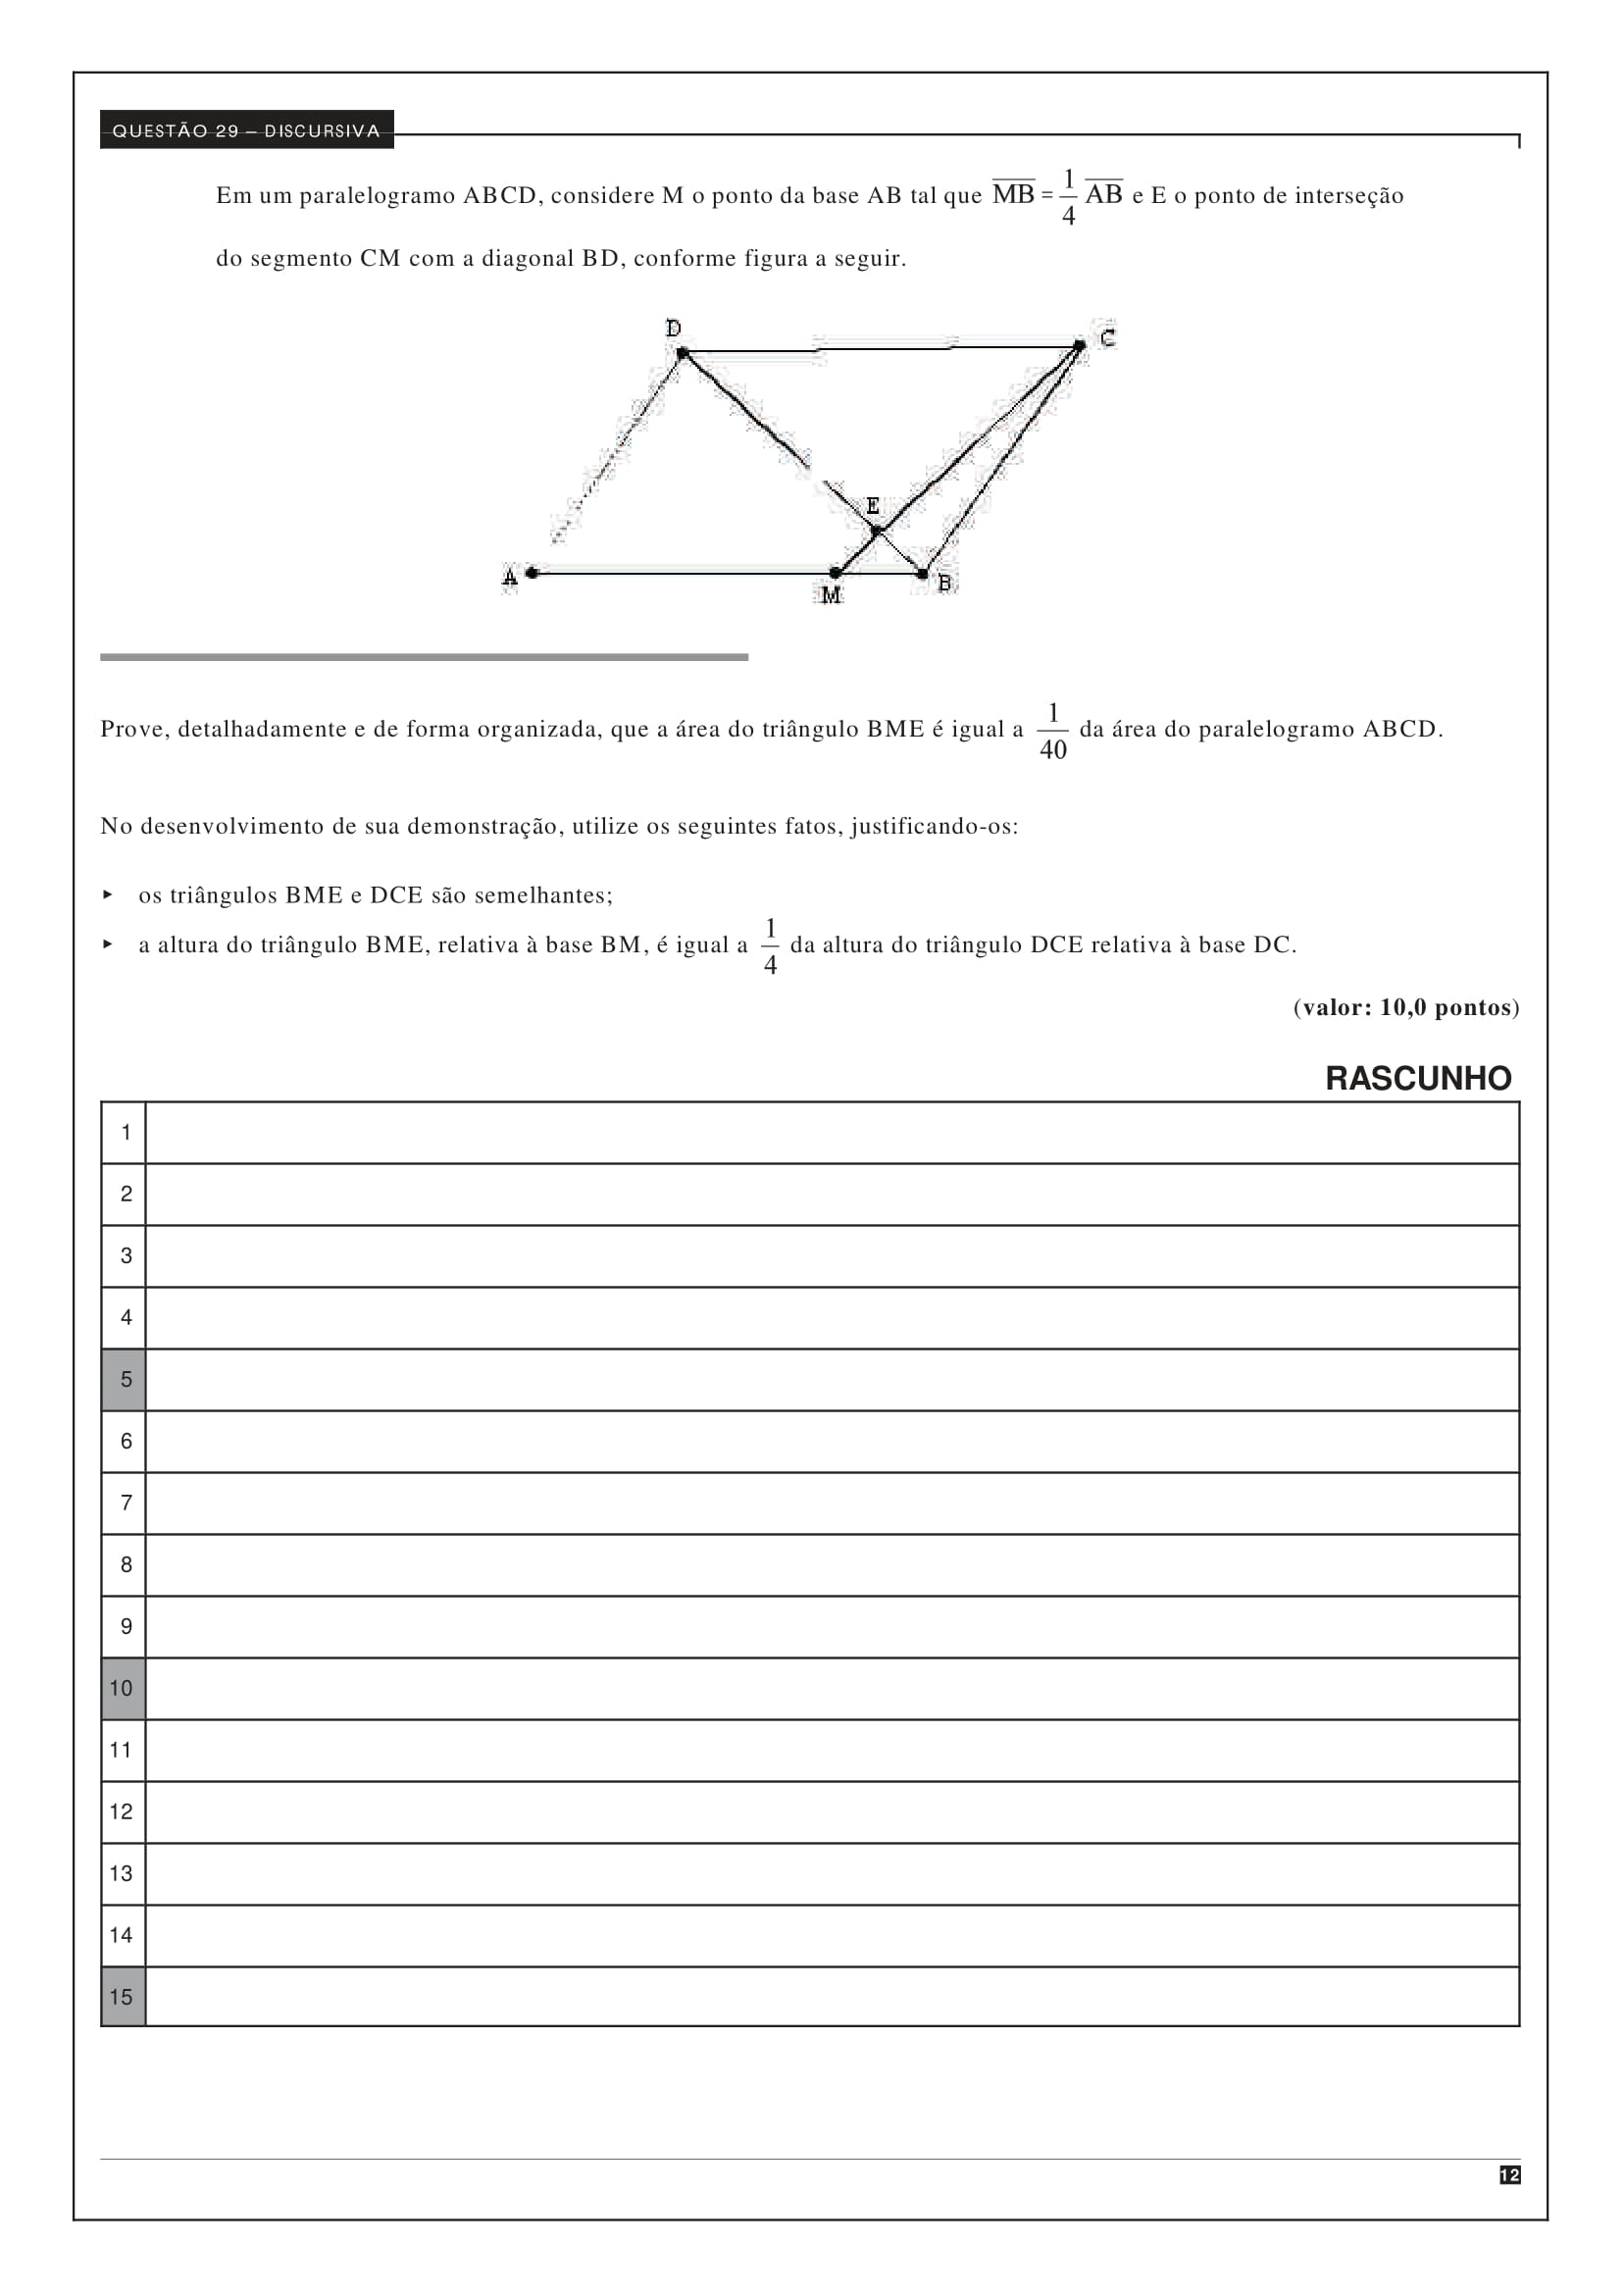 QUESTÃO 29 – DISCURSIVA
Em um paralelogramo ABCD, considere M o ponto da base AB tal que MB = 1/4 AB e E o ponto de interseção
do segmento CM com a diagonal BD, conforme figura a seguir.
D
C
E
A
M
B
Prove, detalhadamente e de forma organizada, que a área do triângulo BME é igual a 1/40 da área do paralelogramo ABCD.
No desenvolvimento de sua demonstração, utilize os seguintes fatos, justificando-os:
▸ os triângulos BME e DCE são semelhantes;
▸ a altura do triângulo BME, relativa à base BM, é igual a 1/4 da altura do triângulo DCE relativa à base DC.
(valor: 10,0 pontos)
RASCUNHO
1
2
3
4
5
6
7
8
9
10
11
12
13
14
15
12